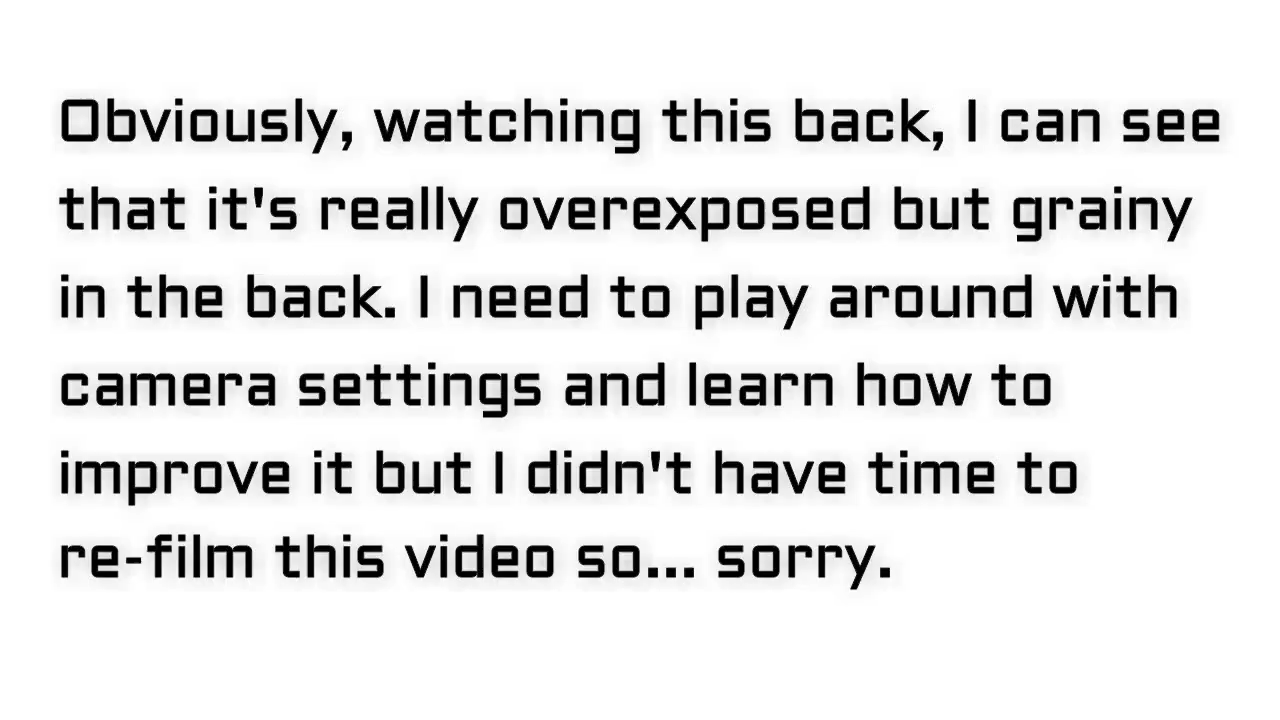 Obviously, watching this back, I can see
that it's really overexposed but grainy
in the back. I need to play around with
camera settings and learn how to
improve it but I didn't have time to
re-film this video so... sorry.